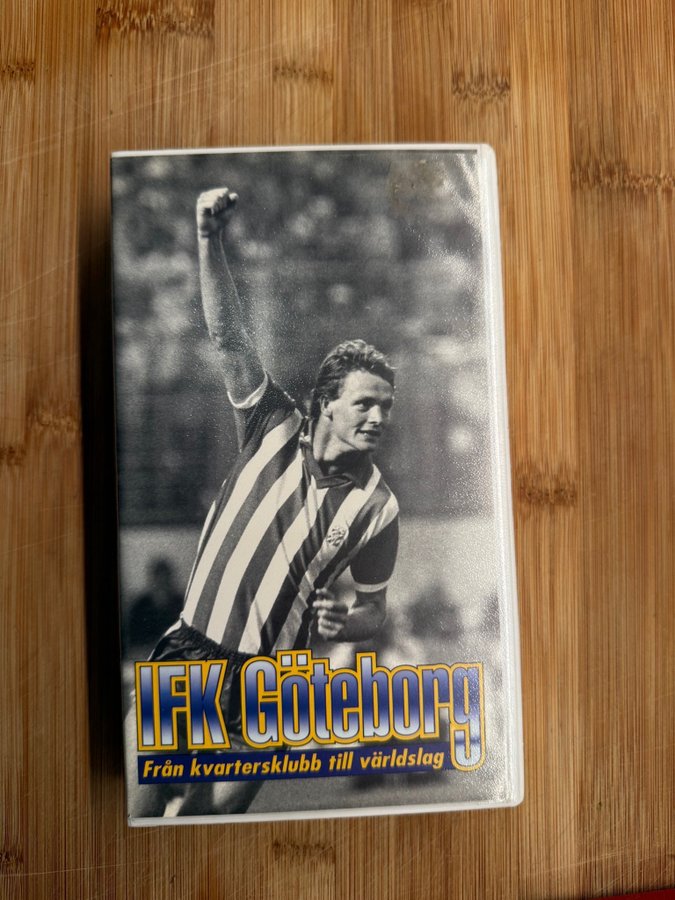 IFK Göteborg
Från kvartersklubb till världslag